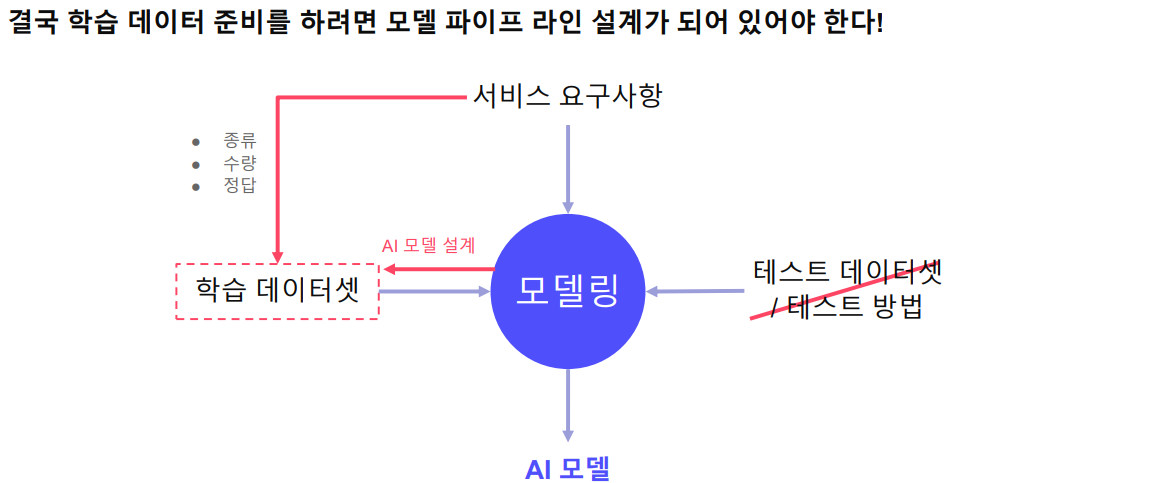 결국 학습 데이터 준비를 하려면 모델 파이프 라인 설계가 되어 있어야 한다!
서비스 요구사항
● 종류
● 수량
● 정답
AI 모델 설계
학습 데이터셋
모델링
테스트 데이터셋
/ 테스트 방법
AI 모델